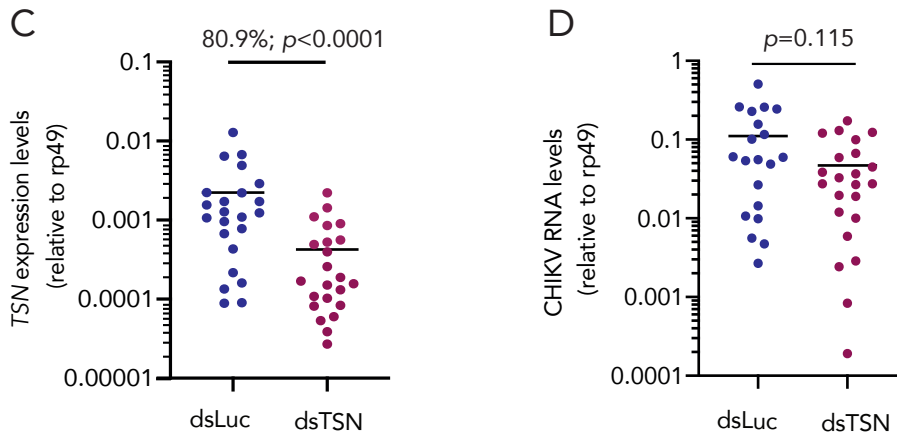 C
80.9%; p<0.0001
TSN expression levels
(relative to rp49)
0.1
0.01
0.001
0.0001
0.00001
dsLuc
dsTSN
D
p=0.115
CHIKV RNA levels
(relative to rp49)
1
0.1
0.01
0.001
0.0001
dsLuc
dsTSN